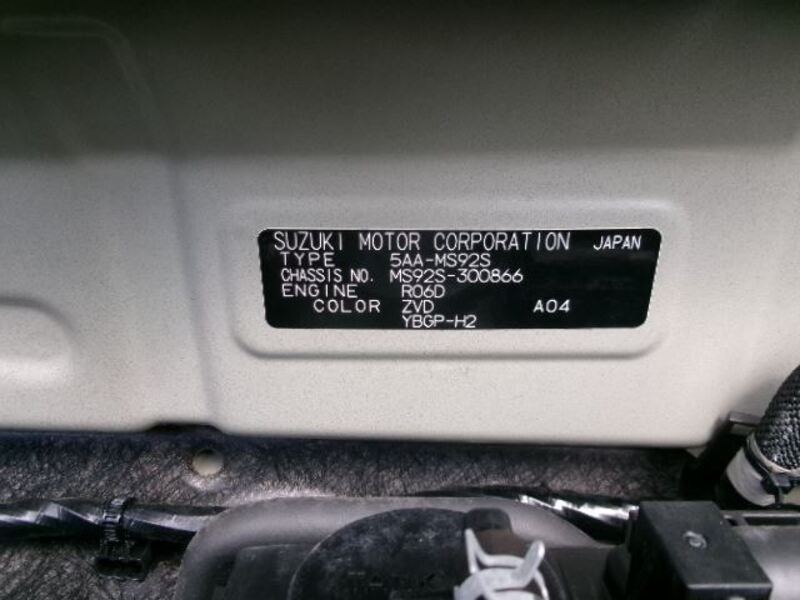 SUZUKI MOTOR CORPORATION JAPAN
TYPE 5AA-MS92S
CHASSIS NO. MS92S-300866
ENGINE R06D
COLOR ZVD A04
YBGP-H2